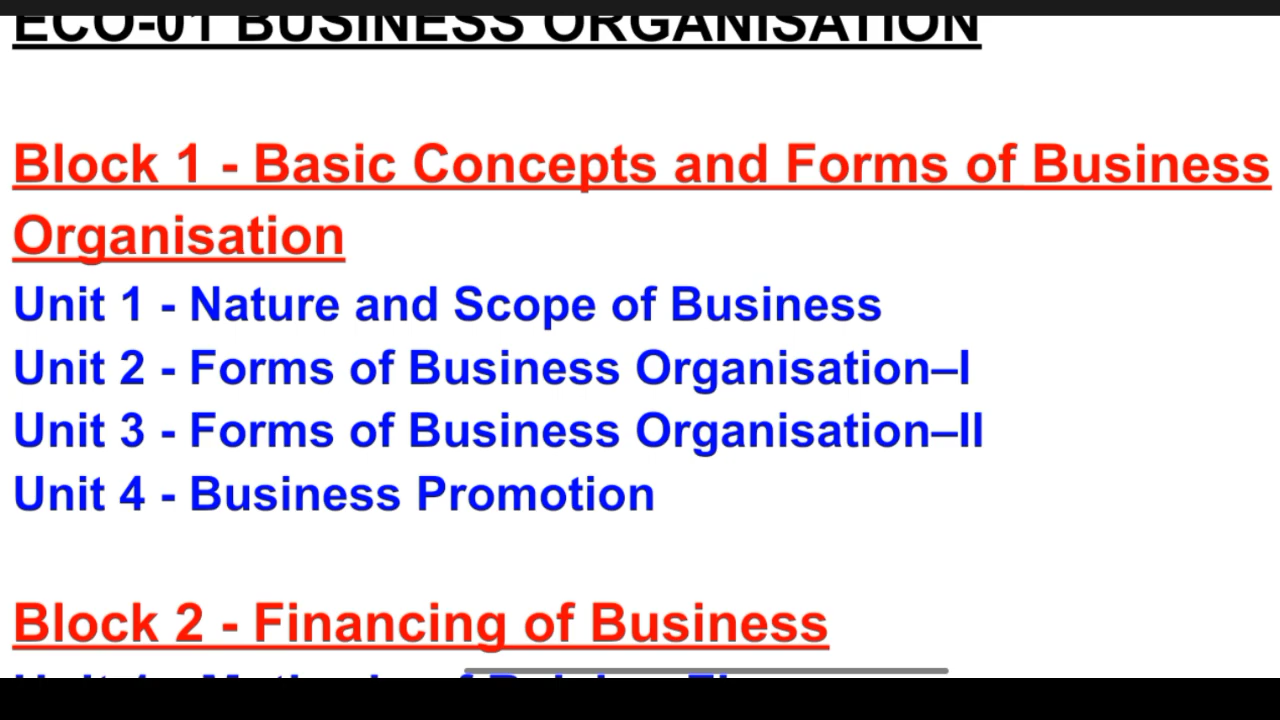 ECO-01 BUSINESS ORGANISATION
Block 1 - Basic Concepts and Forms of Business
Organisation
Unit 1 - Nature and Scope of Business
Unit 2 - Forms of Business Organisation–I
Unit 3 - Forms of Business Organisation–II
Unit 4 - Business Promotion
Block 2 - Financing of Business